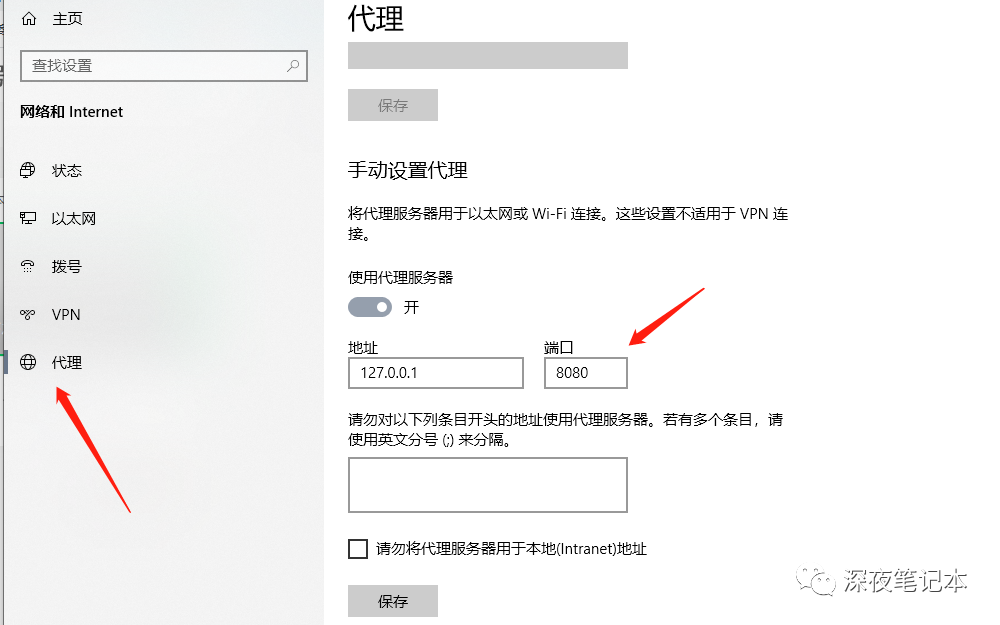 主页
查找设置
网络和 Internet
状态
以太网
拨号
VPN
代理
代理
保存
手动设置代理
将代理服务器用于以太网或 Wi-Fi 连接。这些设置不适用于 VPN 连
接。
使用代理服务器
开
地址 端口
127.0.0.1 8080
请勿对以下列条目开头的地址使用代理服务器。若有多个条目，请
使用英文分号 (;) 来分隔。
请勿将代理服务器用于本地(Intranet)地址
保存
深夜笔记本